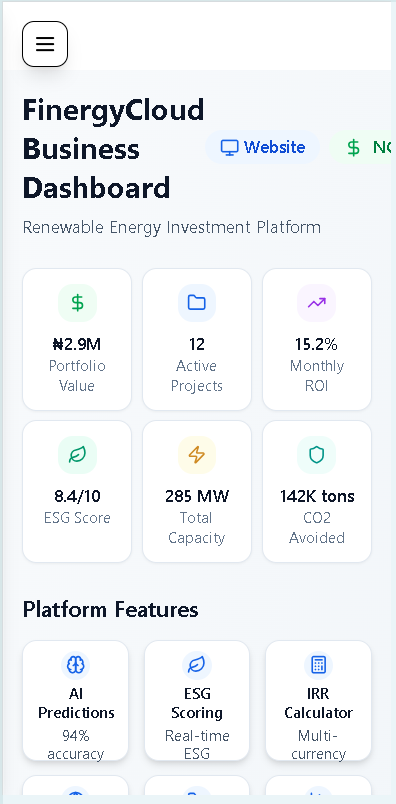 FinergyCloud
Business
Dashboard
Website
$
Renewable Energy Investment Platform
$
₦2.9M
Portfolio
Value
12
Active
Projects
15.2%
Monthly
ROI
8.4/10
ESG Score
285 MW
Total
Capacity
142K tons
CO2
Avoided
Platform Features
AI
Predictions
94%
accuracy
ESG
Scoring
Real-time
ESG
IRR
Calculator
Multi-
currency